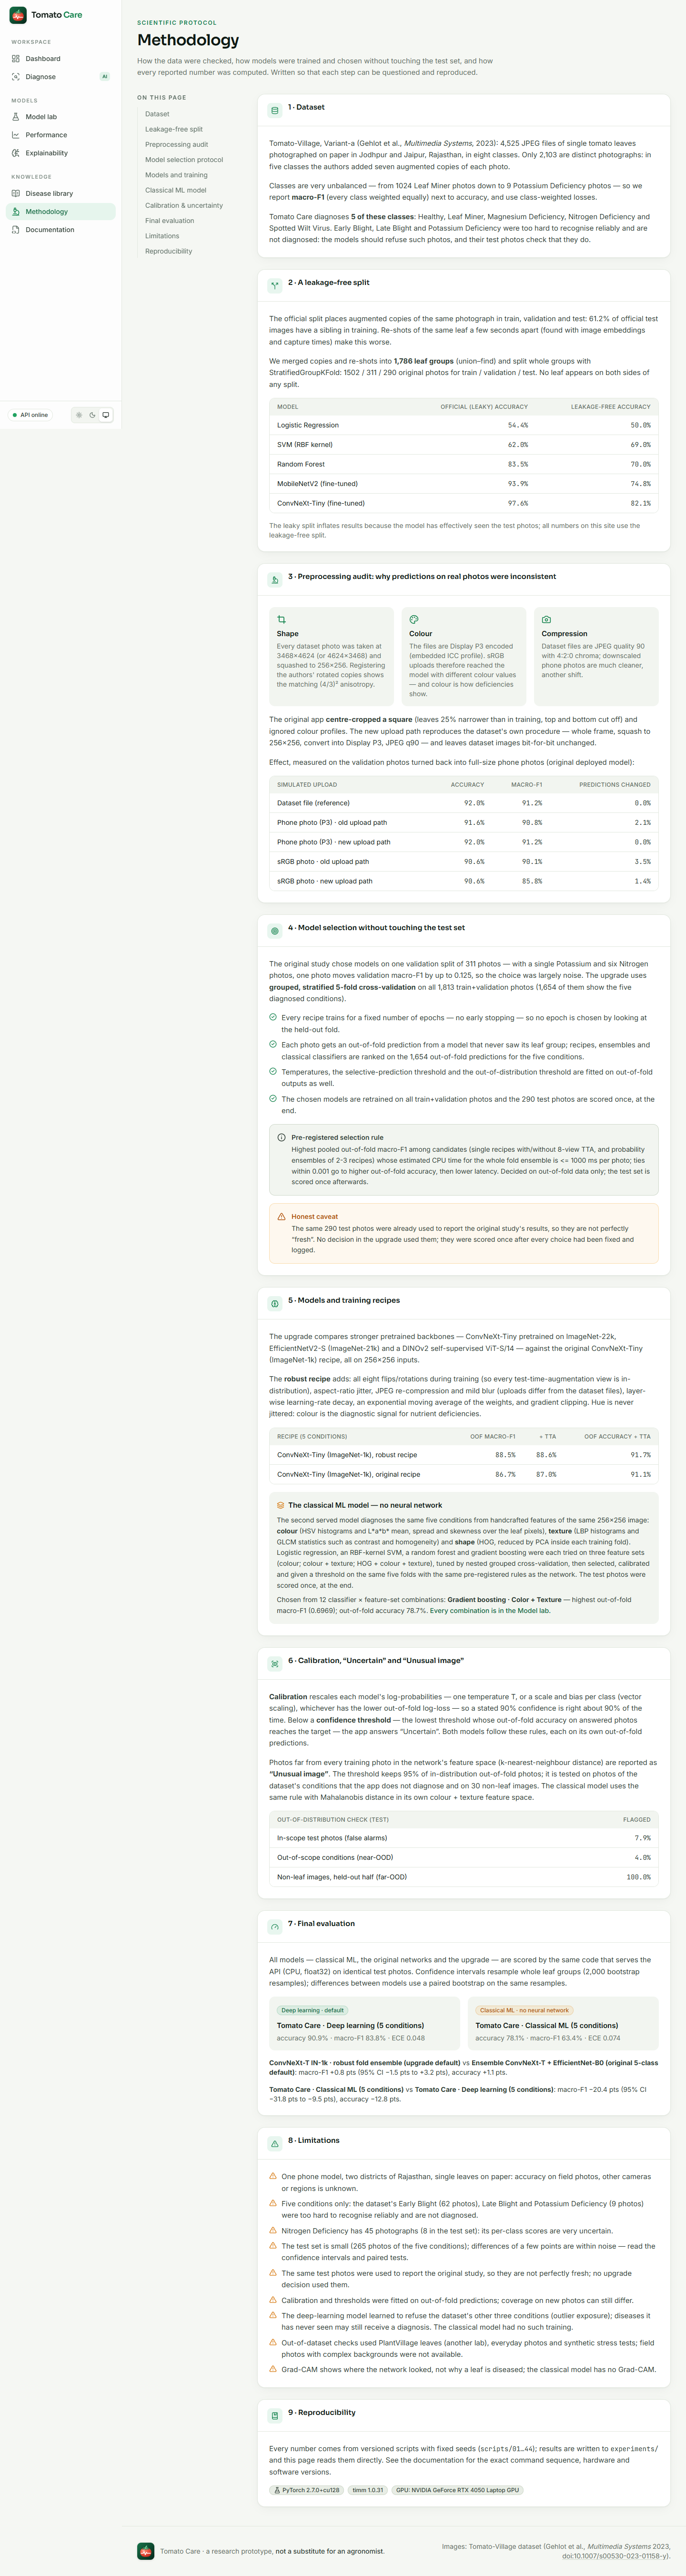 Tomato Care
WORKSPACE
Dashboard
Diagnose
AI
MODELS
Model lab
Performance
Explainability
KNOWLEDGE
Disease library
Methodology
Documentation
API online
SCIENTIFIC PROTOCOL
Methodology
How the data were checked, how models were trained and chosen without touching the test set, and how
every reported number was computed. Written so that each step can be questioned and reproduced.
ON THIS PAGE
Dataset
Leakage-free split
Preprocessing audit
Model selection protocol
Models and training
Classical ML model
Calibration & uncertainty
Final evaluation
Limitations
Reproducibility
1 · Dataset
Tomato-Village, Variant-a (Gehlot et al., Multimedia Systems, 2023): 4,525 JPEG files of single tomato leaves
photographed on paper in Jodhpur and Jaipur, Rajasthan, in eight classes. Only 2,103 are distinct photographs: in
five classes the authors added seven augmented copies of each photo.
Classes are very unbalanced — from 1024 Leaf Miner photos down to 9 Potassium Deficiency photos — so we
report macro-F1 (every class weighted equally) next to accuracy, and use class-weighted losses.
Tomato Care diagnoses 5 of these classes: Healthy, Leaf Miner, Magnesium Deficiency, Nitrogen Deficiency and
Spotted Wilt Virus. Early Blight, Late Blight and Potassium Deficiency were too hard to recognise reliably and are
not diagnosed: the models should refuse such photos, and their test photos check that they do.
2 · A leakage-free split
The official split places augmented copies of the same photograph in train, validation and test: 61.2% of official test
images have a sibling in training. Re-shots of the same leaf a few seconds apart (found with image embeddings
and capture times) make this worse.
We merged copies and re-shots into 1,786 leaf groups (union–find) and split whole groups with
StratifiedGroupKFold: 1502 / 311 / 290 original photos for train / validation / test. No leaf appears on both sides of
any split.
MODEL OFFICIAL (LEAKY) ACCURACY LEAKAGE-FREE ACCURACY
Logistic Regression 54.4% 50.0%
SVM (RBF kernel) 62.0% 69.0%
Random Forest 83.5% 70.0%
MobileNetV2 (fine-tuned) 93.9% 74.8%
ConvNeXt-Tiny (fine-tuned) 97.6% 82.1%
The leaky split inflates results because the model has effectively seen the test photos; all numbers on this site use the
leakage-free split.
3 · Preprocessing audit: why predictions on real photos were inconsistent
Shape
Every dataset photo was taken at
3468×4624 (or 4624×3468) and
squashed to 256×256. Registering
the authors' rotated copies shows
the matching (4/3)² anisotropy.
Colour
The files are Display P3 encoded
(embedded ICC profile). sRGB
uploads therefore reached the
model with different colour values
— and colour is how deficiencies
show.
Compression
Dataset files are JPEG quality 90
with 4:2:0 chroma; downscaled
phone photos are much cleaner,
another shift.
The original app centre-cropped a square (leaves 25% narrower than in training, top and bottom cut off) and
ignored colour profiles. The new upload path reproduces the dataset's own procedure — whole frame, squash to
256×256, convert into Display P3, JPEG q90 — and leaves dataset images bit-for-bit unchanged.
Effect, measured on the validation photos turned back into full-size phone photos (original deployed model):
SIMULATED UPLOAD ACCURACY MACRO-F1 PREDICTIONS CHANGED
Dataset file (reference) 92.0% 91.2% 0.0%
Phone photo (P3) · old upload path 91.6% 90.8% 2.1%
Phone photo (P3) · new upload path 92.0% 91.2% 0.0%
sRGB photo · old upload path 90.6% 90.1% 3.5%
sRGB photo · new upload path 90.6% 85.8% 1.4%
4 · Model selection without touching the test set
The original study chose models on one validation split of 311 photos — with a single Potassium and six Nitrogen
photos, one photo moves validation macro-F1 by up to 0.125, so the choice was largely noise. The upgrade uses
grouped, stratified 5-fold cross-validation on all 1,813 train+validation photos (1,654 of them show the five
diagnosed conditions).
Every recipe trains for a fixed number of epochs — no early stopping — so no epoch is chosen by looking at
the held-out fold.
Each photo gets an out-of-fold prediction from a model that never saw its leaf group; recipes, ensembles and
classical classifiers are ranked on the 1,654 out-of-fold predictions for the five conditions.
Temperatures, the selective-prediction threshold and the out-of-distribution threshold are fitted on out-of-fold
outputs as well.
The chosen models are retrained on all train+validation photos and the 290 test photos are scored once, at the
end.
Pre-registered selection rule
Highest pooled out-of-fold macro-F1 among candidates (single recipes with/without 8-view TTA, and probability
ensembles of 2-3 recipes) whose estimated CPU time for the whole fold ensemble is <= 1000 ms per photo; ties
within 0.001 go to higher out-of-fold accuracy, then lower latency. Decided on out-of-fold data only; the test set is
scored once afterwards.
Honest caveat
The same 290 test photos were already used to report the original study's results, so they are not perfectly
“fresh”. No decision in the upgrade used them; they were scored once after every choice had been fixed and
logged.
5 · Models and training recipes
The upgrade compares stronger pretrained backbones — ConvNeXt-Tiny pretrained on ImageNet-22k,
EfficientNetV2-S (ImageNet-21k) and a DINOv2 self-supervised ViT-S/14 — against the original ConvNeXt-Tiny
(ImageNet-1k) recipe, all on 256×256 inputs.
The robust recipe adds: all eight flips/rotations during training (so every test-time-augmentation view is in-
distribution), aspect-ratio jitter, JPEG re-compression and mild blur (uploads differ from the dataset files), layer-
wise learning-rate decay, an exponential moving average of the weights, and gradient clipping. Hue is never
jittered: colour is the diagnostic signal for nutrient deficiencies.
RECIPE (5 CONDITIONS) OOF MACRO-F1 + TTA OOF ACCURACY + TTA
ConvNeXt-Tiny (ImageNet-1k), robust recipe 88.5% 88.6% 91.7%
ConvNeXt-Tiny (ImageNet-1k), original recipe 86.7% 87.0% 91.1%
The classical ML model — no neural network
The second served model diagnoses the same five conditions from handcrafted features of the same 256×256 image:
colour (HSV histograms and L*a*b* mean, spread and skewness over the leaf pixels), texture (LBP histograms and
GLCM statistics such as contrast and homogeneity) and shape (HOG, reduced by PCA inside each training fold).
Logistic regression, an RBF-kernel SVM, a random forest and gradient boosting were each tried on three feature sets
(colour; colour + texture; HOG + colour + texture), tuned by nested grouped cross-validation, then selected, calibrated
and given a threshold on the same five folds with the same pre-registered rules as the network. The test photos were
scored once, at the end.
Chosen from 12 classifier × feature-set combinations: Gradient boosting · Color + Texture — highest out-of-fold
macro-F1 (0.6969); out-of-fold accuracy 78.7%. Every combination is in the Model lab.
6 · Calibration, “Uncertain” and “Unusual image”
Calibration rescales each model's log-probabilities — one temperature T, or a scale and bias per class (vector
scaling), whichever has the lower out-of-fold log-loss — so a stated 90% confidence is right about 90% of the
time. Below a confidence threshold — the lowest threshold whose out-of-fold accuracy on answered photos
reaches the target — the app answers “Uncertain”. Both models follow these rules, each on its own out-of-fold
predictions.
Photos far from every training photo in the network's feature space (k-nearest-neighbour distance) are reported as
“Unusual image”. The threshold keeps 95% of in-distribution out-of-fold photos; it is tested on photos of the
dataset's conditions that the app does not diagnose and on 30 non-leaf images. The classical model uses the
same rule with Mahalanobis distance in its own colour + texture feature space.
OUT-OF-DISTRIBUTION CHECK (TEST) FLAGGED
In-scope test photos (false alarms) 7.9%
Out-of-scope conditions (near-OOD) 4.0%
Non-leaf images, held-out half (far-OOD) 100.0%
7 · Final evaluation
All models — classical ML, the original networks and the upgrade — are scored by the same code that serves the
API (CPU, float32) on identical test photos. Confidence intervals resample whole leaf groups (2,000 bootstrap
resamples); differences between models use a paired bootstrap on the same resamples.
Deep learning · default
Tomato Care · Deep learning (5 conditions)
accuracy 90.9% · macro-F1 83.8% · ECE 0.048
Classical ML · no neural network
Tomato Care · Classical ML (5 conditions)
accuracy 78.1% · macro-F1 63.4% · ECE 0.074
ConvNeXt-T IN-1k · robust fold ensemble (upgrade default) vs Ensemble ConvNeXt-T + EfficientNet-B0 (original 5-class
default): macro-F1 +0.8 pts (95% CI −1.5 pts to +3.2 pts), accuracy +1.1 pts.
Tomato Care · Classical ML (5 conditions) vs Tomato Care · Deep learning (5 conditions): macro-F1 −20.4 pts (95% CI
−31.8 pts to −9.5 pts), accuracy −12.8 pts.
8 · Limitations
One phone model, two districts of Rajasthan, single leaves on paper: accuracy on field photos, other cameras
or regions is unknown.
Five conditions only: the dataset's Early Blight (62 photos), Late Blight and Potassium Deficiency (9 photos)
were too hard to recognise reliably and are not diagnosed.
Nitrogen Deficiency has 45 photographs (8 in the test set): its per-class scores are very uncertain.
The test set is small (265 photos of the five conditions); differences of a few points are within noise — read the
confidence intervals and paired tests.
The same test photos were used to report the original study, so they are not perfectly fresh; no upgrade
decision used them.
Calibration and thresholds were fitted on out-of-fold predictions; coverage on new photos can still differ.
The deep-learning model learned to refuse the dataset's other three conditions (outlier exposure); diseases it
has never seen may still receive a diagnosis. The classical model had no such training.
Out-of-dataset checks used PlantVillage leaves (another lab), everyday photos and synthetic stress tests; field
photos with complex backgrounds were not available.
Grad-CAM shows where the network looked, not why a leaf is diseased; the classical model has no Grad-CAM.
9 · Reproducibility
Every number comes from versioned scripts with fixed seeds (scripts/01…44); results are written to experiments/
and this page reads them directly. See the documentation for the exact command sequence, hardware and
software versions.
PyTorch 2.7.0+cu128
timm 1.0.31
GPU: NVIDIA GeForce RTX 4050 Laptop GPU
Tomato Care · a research prototype, not a substitute for an agronomist.
Images: Tomato-Village dataset (Gehlot et al., Multimedia Systems 2023,
doi:10.1007/s00530-023-01158-y).